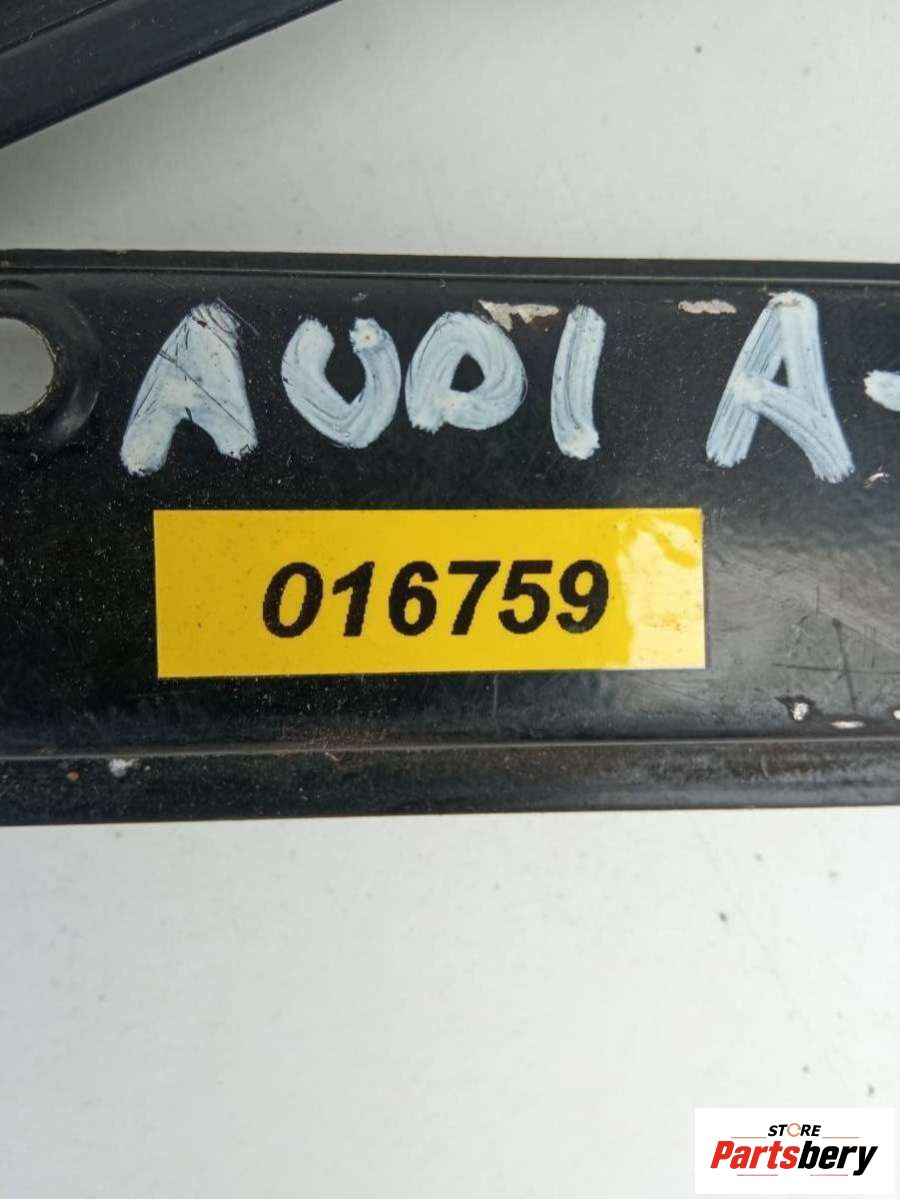 AUDI A-
016759
STORE
Partsbery